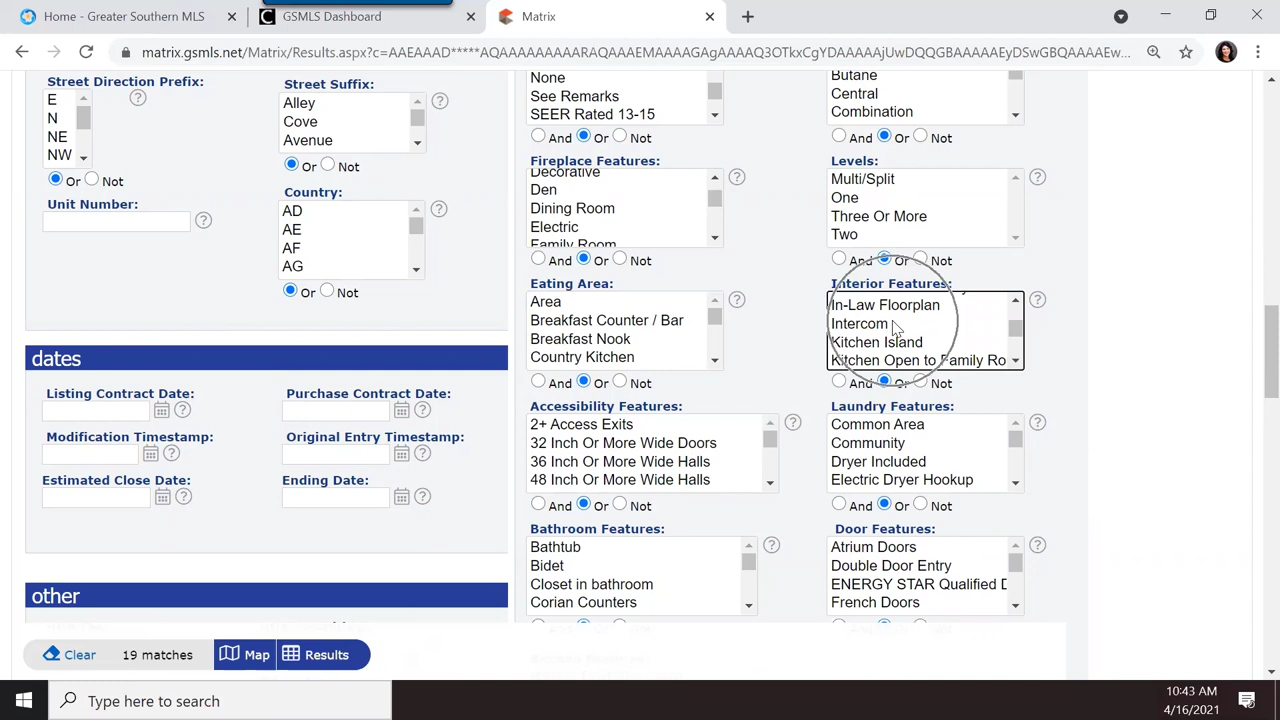 Home - Greater Southern MLS
GSMLS Dashboard
Matrix
matrix.gsmls.net/Matrix/Results.aspx?c=AAEAAAD*****AQAAAAAAAAARAQAAAEMAAAAGAgAAAAQ3OTkxCgYDAAAAAjUwDQQGBAAAAAEyDSwGBQAAAAEw...
Street Direction Prefix:
E
N
NE
NW
Or Not
Unit Number:
Street Suffix:
Alley
Cove
Avenue
Or Not
Country:
AD
AE
AF
AG
Or Not
dates
Listing Contract Date:
Purchase Contract Date:
Modification Timestamp:
Original Entry Timestamp:
Estimated Close Date:
Ending Date:
other
None
See Remarks
SEER Rated 13-15
And Or Not
Butane
Central
Combination
And Or Not
Fireplace Features:
Decorative
Den
Dining Room
Electric
Family Room
And Or Not
Levels:
Multi/Split
One
Three Or More
Two
And Or Not
Eating Area:
Area
Breakfast Counter / Bar
Breakfast Nook
Country Kitchen
And Or Not
Interior Features:
In-Law Floorplan
Intercom
Kitchen Island
Kitchen Open to Family Ro
And Or Not
Accessibility Features:
2+ Access Exits
32 Inch Or More Wide Doors
36 Inch Or More Wide Halls
48 Inch Or More Wide Halls
And Or Not
Laundry Features:
Common Area
Community
Dryer Included
Electric Dryer Hookup
And Or Not
Bathroom Features:
Bathtub
Bidet
Closet in bathroom
Corian Counters
Door Features:
Atrium Doors
Double Door Entry
ENERGY STAR Qualified D
French Doors
Clear
19 matches
Map
Results
Type here to search
10:43 AM
4/16/2021